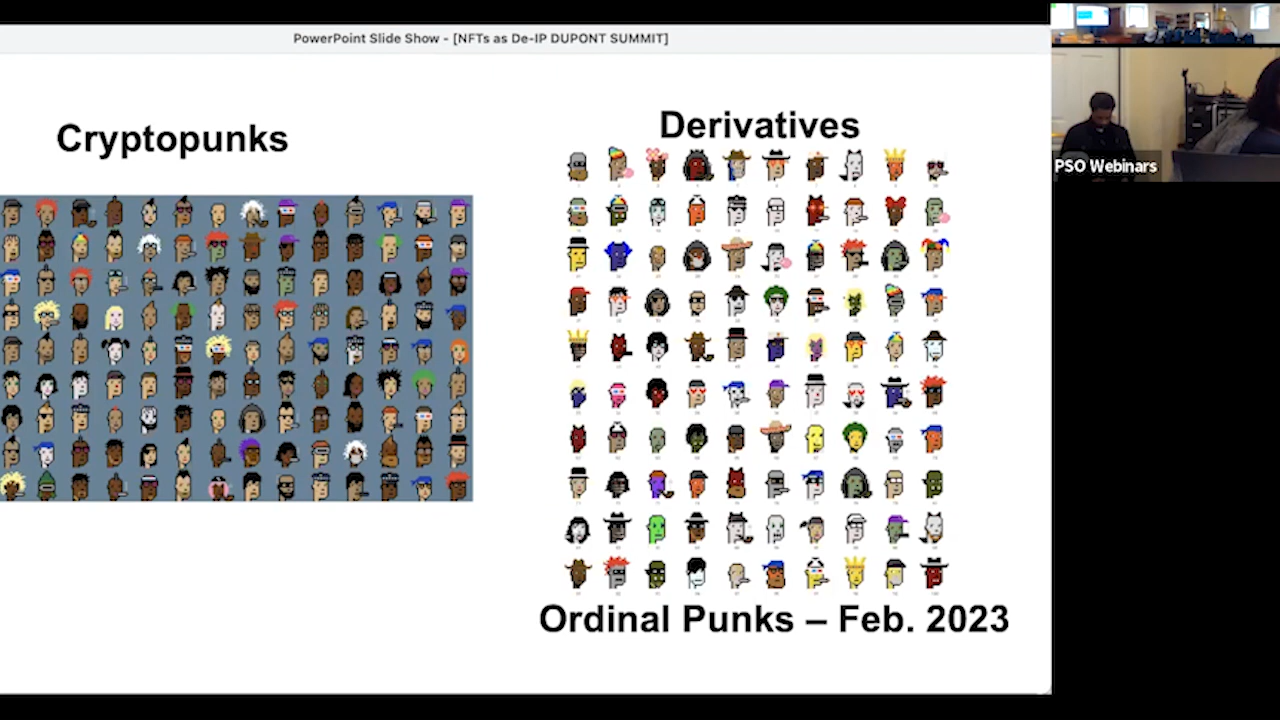 PowerPoint Slide Show - [NFTs as De-IP DUPONT SUMMIT]
Cryptopunks
Derivatives
Ordinal Punks – Feb. 2023
PSO Webinars